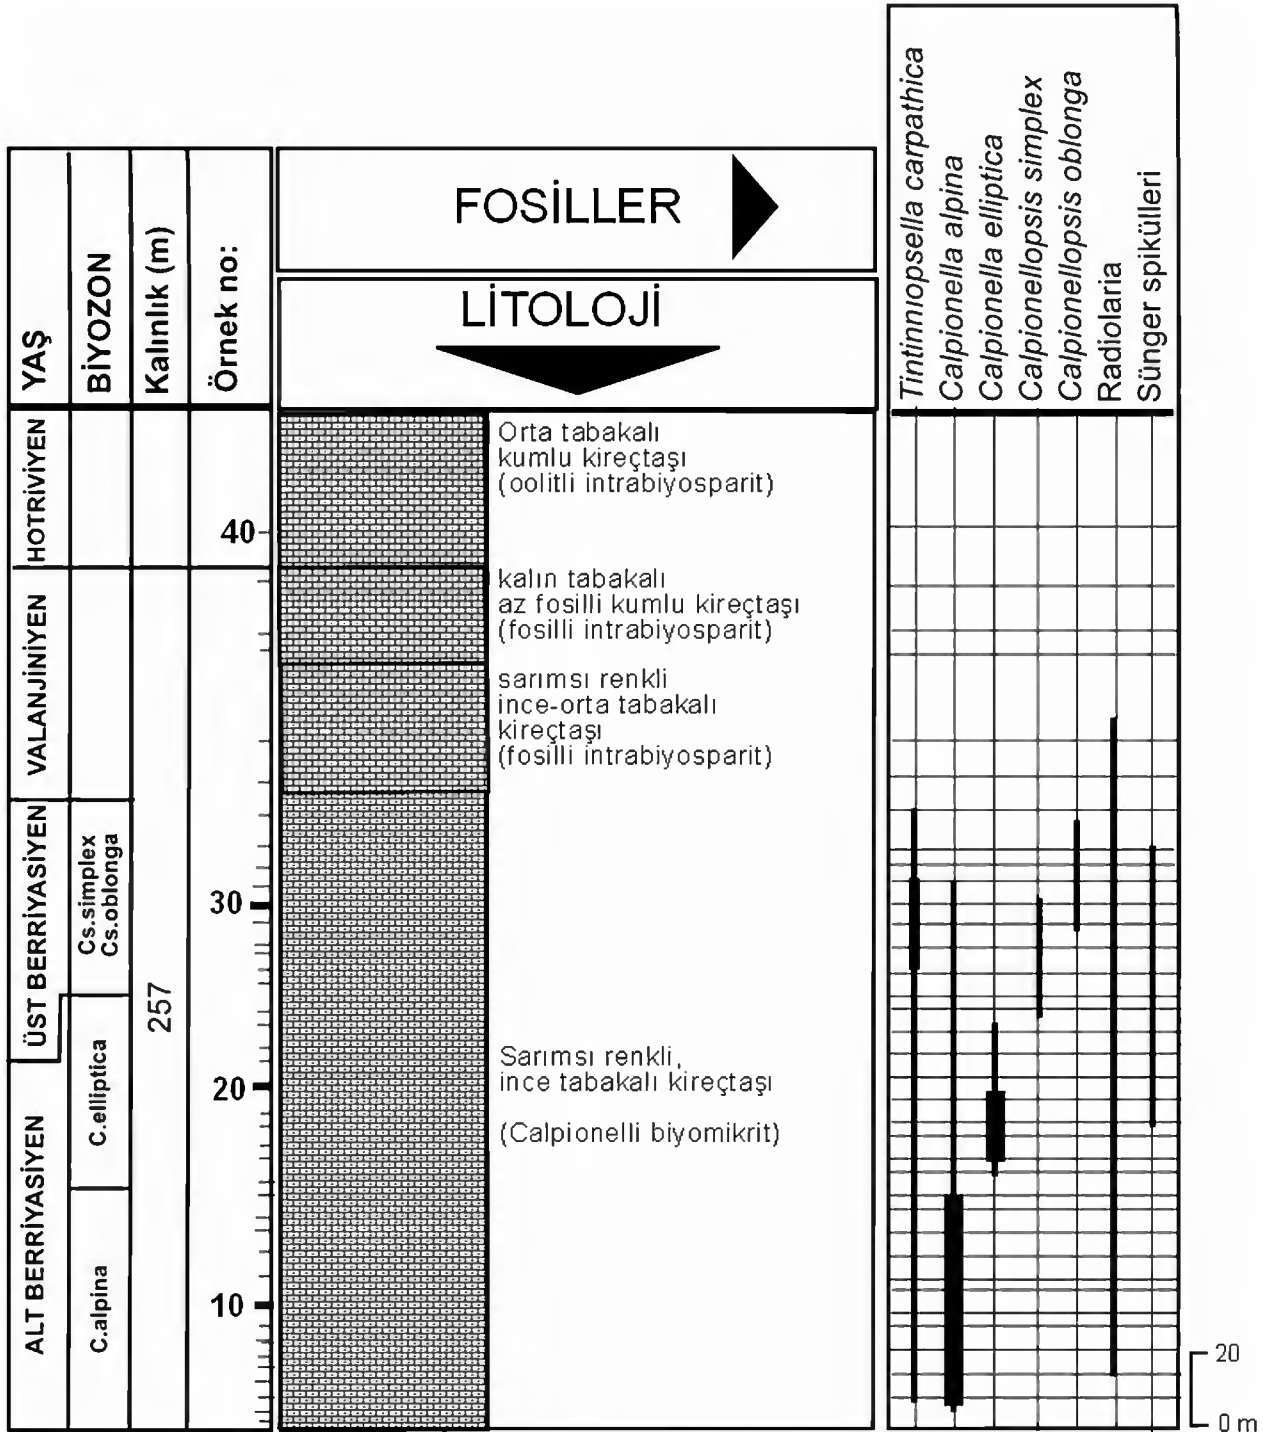 YAŞ
BİYOZON
Kalınlık (m)
Örnek no:
FOSİLLER
LİTOLOJİ
Tintinnopsella carpathica
Calpionella alpina
Calpionella elliptica
Calpionellopsis simplex
Calpionellopsis oblonga
Radiolaria
Sünger spikülleri
HOTRİVİYEN
VALANJİNİYEN
ÜST BERRİYASİYEN
ALT BERRİYASİYEN
Cs.simplex
Cs.oblonga
C.elliptica
C.alpina
257
40
30
20
10
Orta tabakalı
kumlu kireçtaşı
(oolitli intrabiyosparit)
kalın tabakalı
az fosilli kumlu kireçtaşı
(fosilli intrabiyosparit)
sarımsı renkli
ince-orta tabakalı
kireçtaşı
(fosilli intrabiyosparit)
Sarımsı renkli,
ince tabakalı kireçtaşı
(Calpionelli biyomikrit)
20
0 m